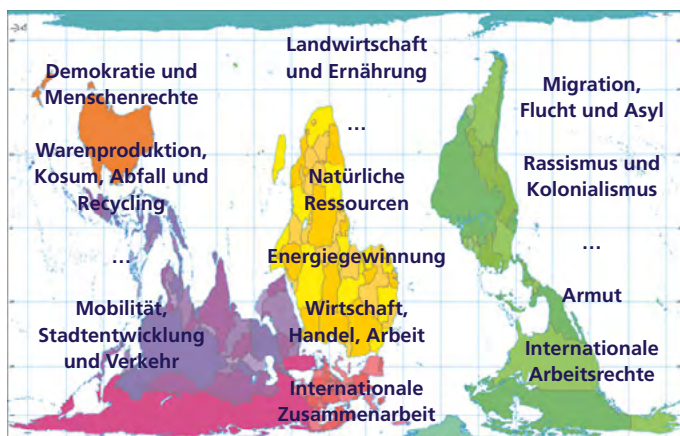 Demokratie und
Menschenrechte
Warenproduktion,
Kosum, Abfall und
Recycling
...
Mobilität,
Stadtentwicklung
und Verkehr
Landwirtschaft
und Ernährung
...
Natürliche
Ressourcen
Energiegewinnung
Wirtschaft,
Handel, Arbeit
Internationale
Zusammenarbeit
Migration,
Flucht und Asyl
Rassismus und
Kolonialismus
...
Armut
Internationale
Arbeitsrechte